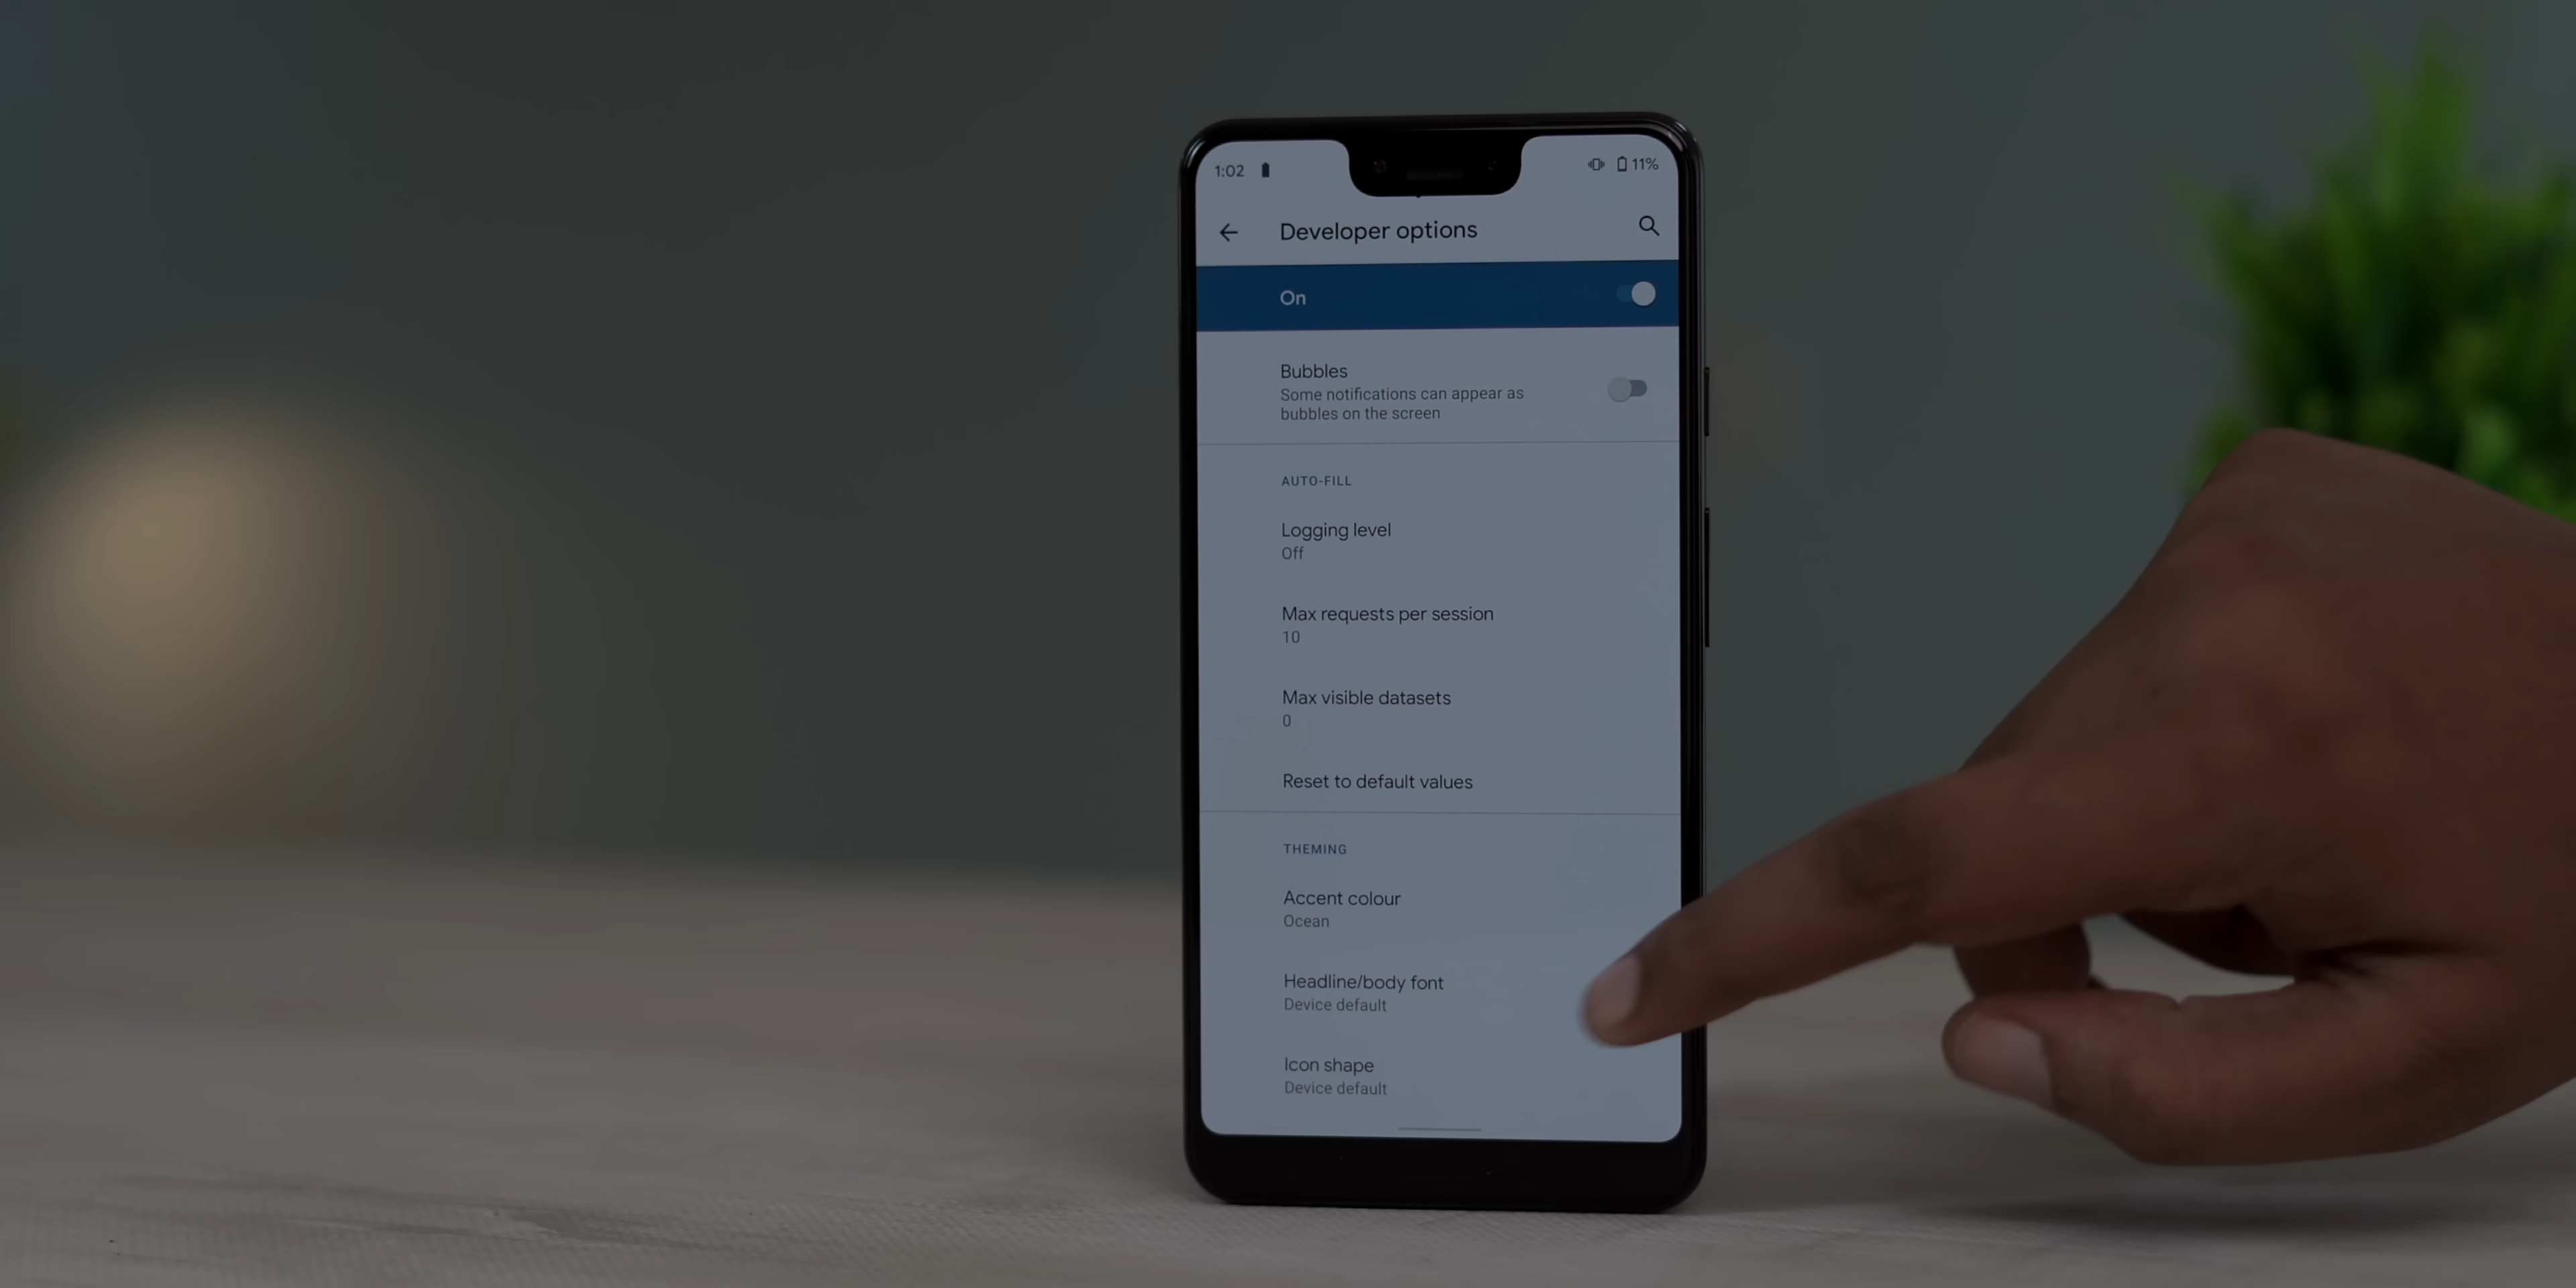 1:02
11%
Developer options
On
Bubbles
Some notifications can appear as
bubbles on the screen
AUTO-FILL
Logging level
Off
Max requests per session
10
Max visible datasets
0
Reset to default values
THEMING
Accent colour
Ocean
Headline/body font
Device default
Icon shape
Device default